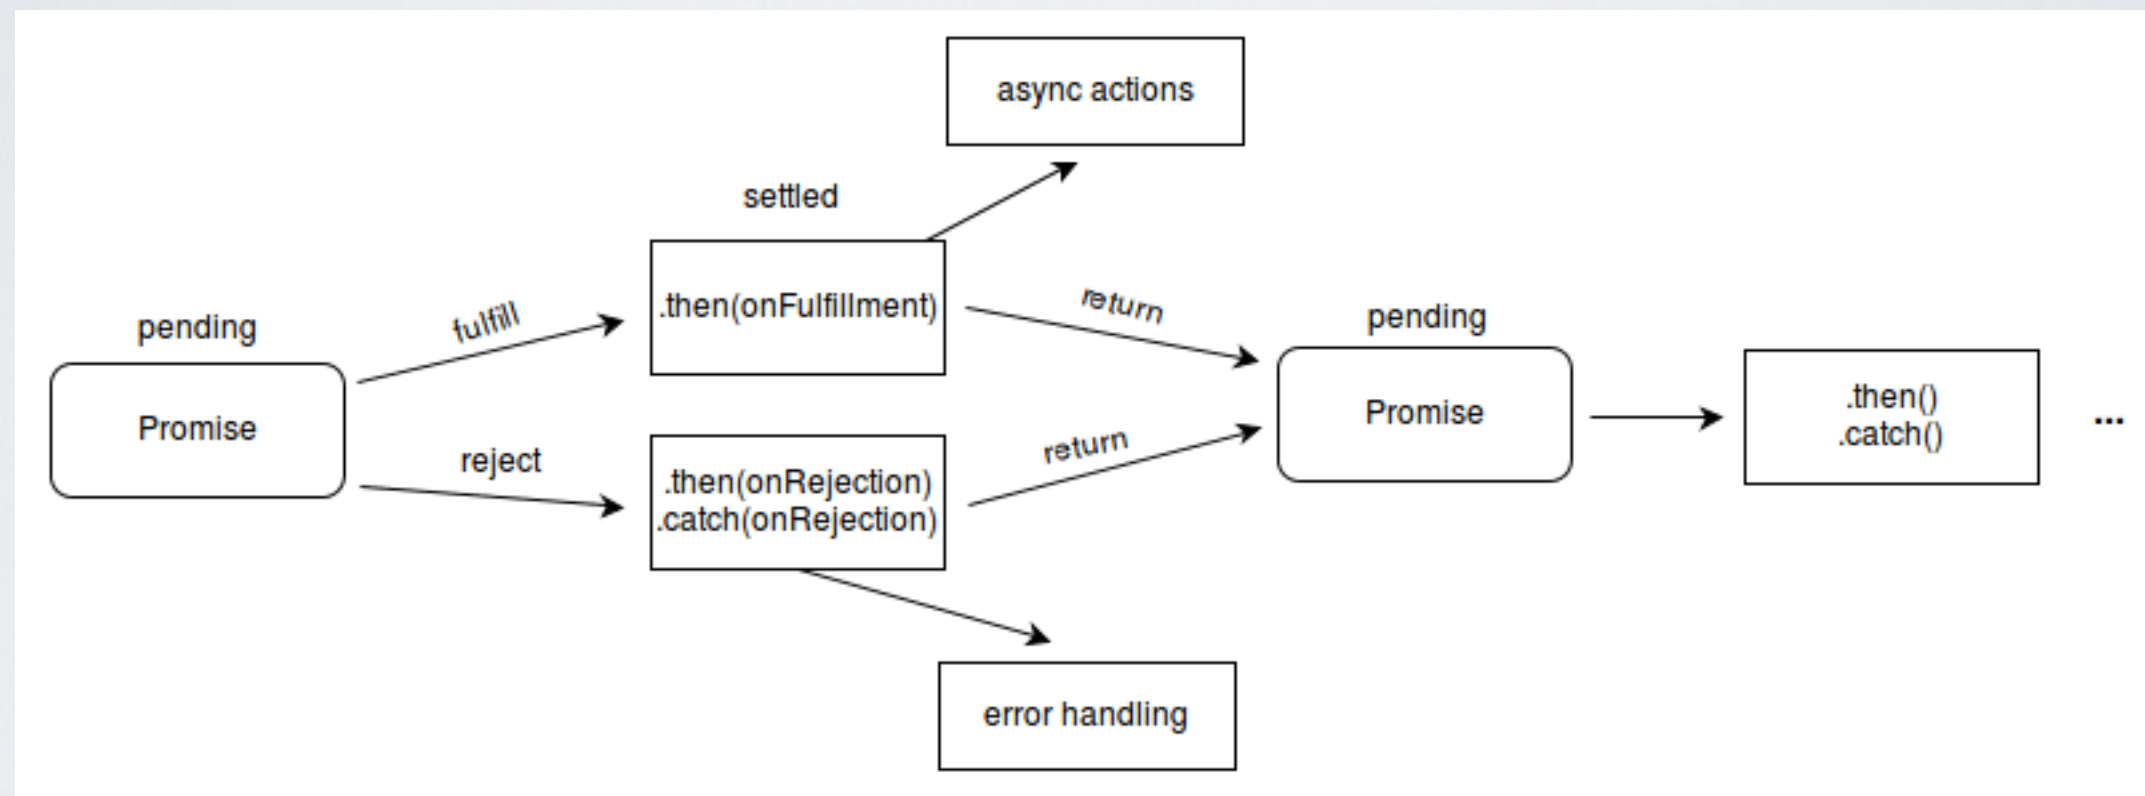 async actions
settled
.then(onFulfillment)
fulfill
return
pending
Promise
reject
.then(onRejection)
.catch(onRejection)
return
pending
Promise
.then()
.catch()
...
error handling